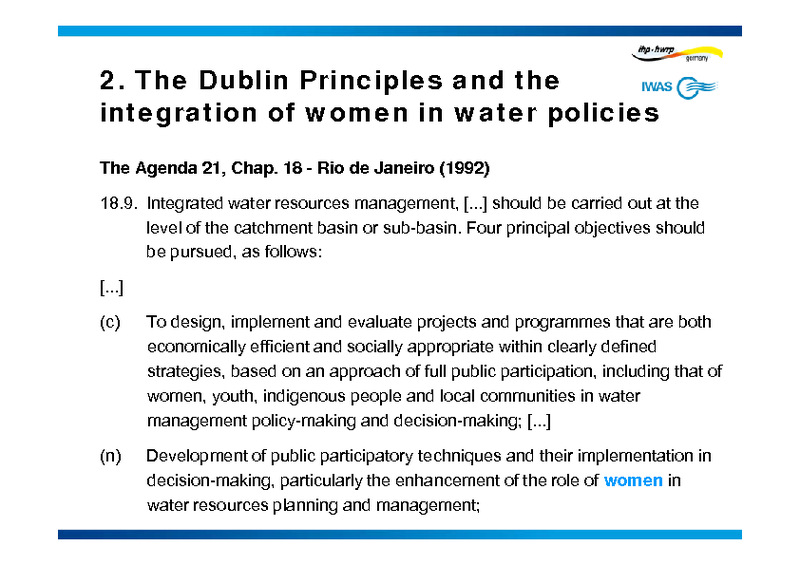 ihp - hwrp
germany
IWAS
2. The Dublin Principles and the
integration of women in water policies
The Agenda 21, Chap. 18 - Rio de Janeiro (1992)
18.9. Integrated water resources management, [...] should be carried out at the
level of the catchment basin or sub-basin. Four principal objectives should
be pursued, as follows:
[...]
(c) To design, implement and evaluate projects and programmes that are both
economically efficient and socially appropriate within clearly defined
strategies, based on an approach of full public participation, including that of
women, youth, indigenous people and local communities in water
management policy-making and decision-making; [...]
(n) Development of public participatory techniques and their implementation in
decision-making, particularly the enhancement of the role of women in
water resources planning and management;